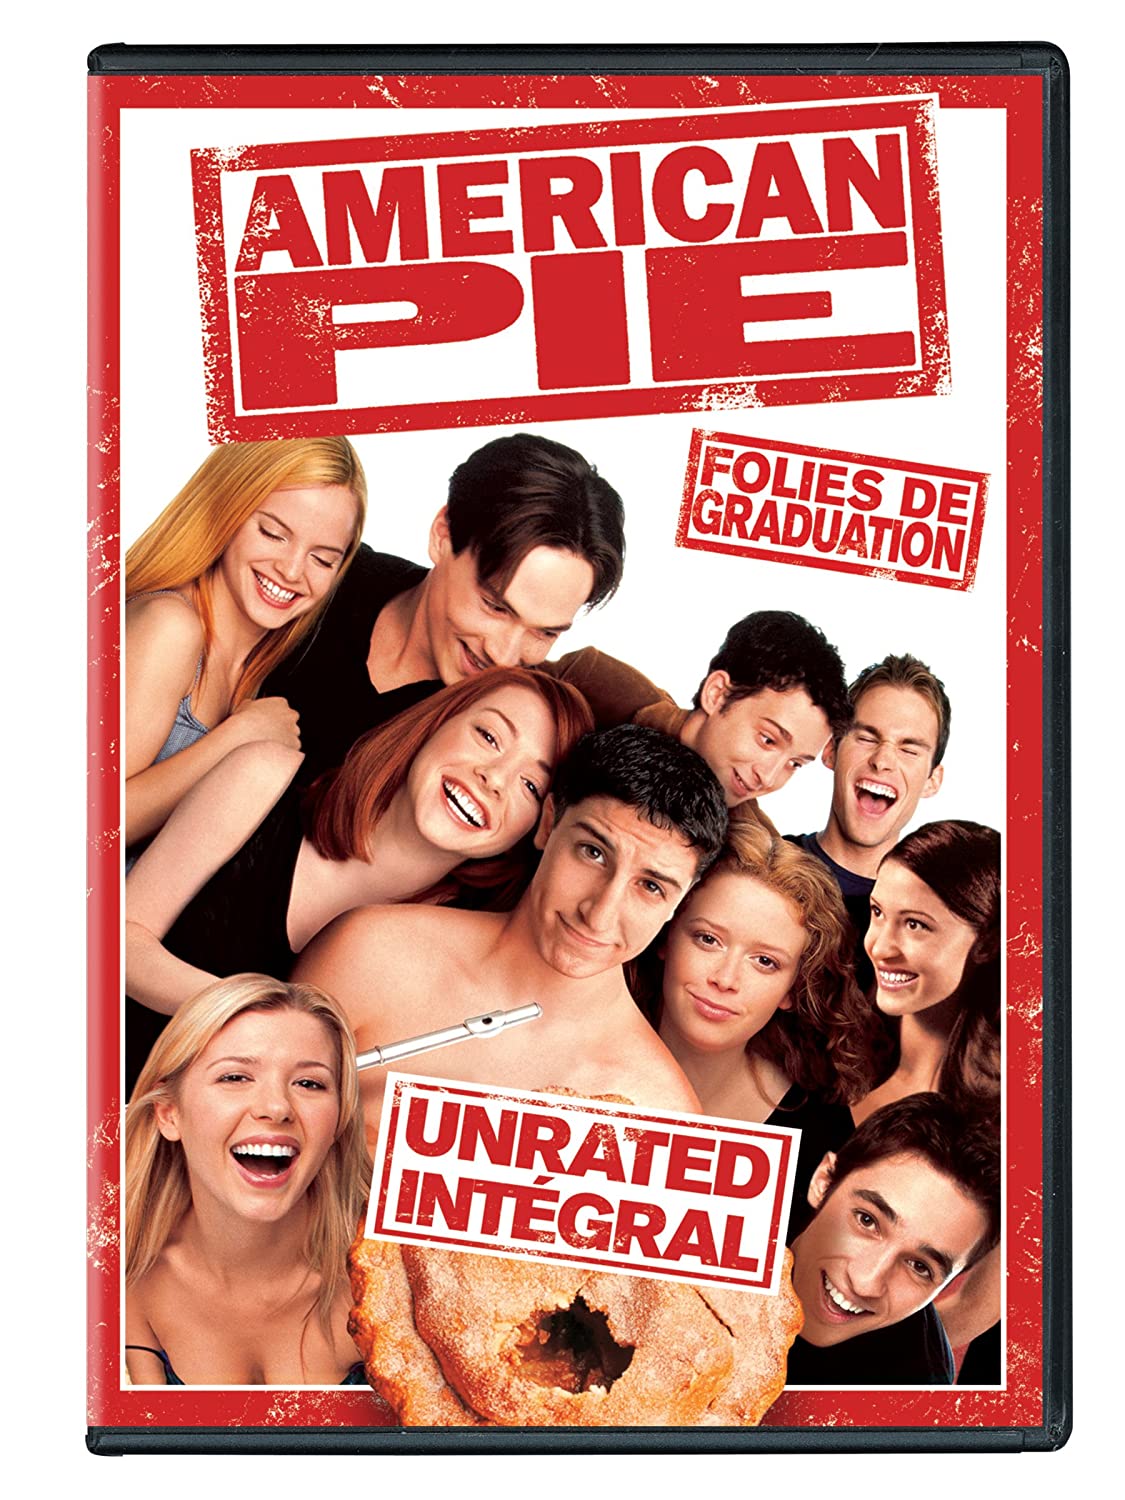 AMERICAN
PIE
FOLIES DE
GRADUATION
UNRATED
INTÉGRAL